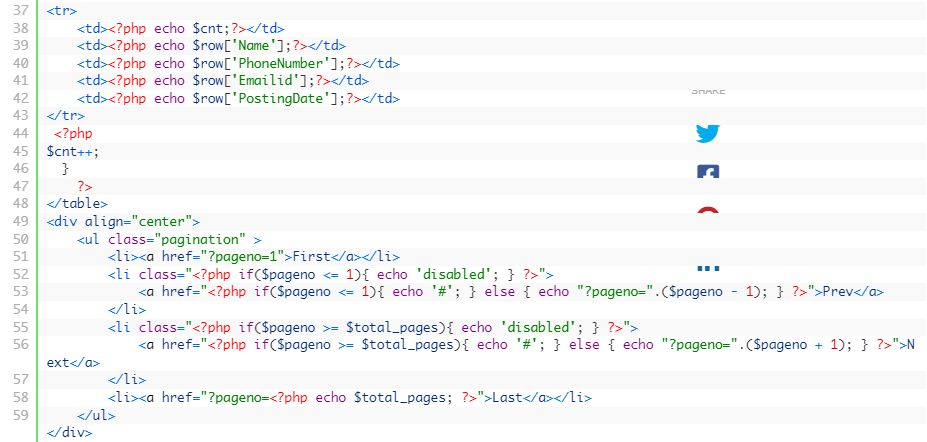 37 <tr>
38     <td><?php echo $cnt;?></td>
39     <td><?php echo $row['Name'];?></td>
40     <td><?php echo $row['PhoneNumber'];?></td>
41     <td><?php echo $row['Emailid'];?></td>
42     <td><?php echo $row['PostingDate'];?></td>
SHARE
43 </tr>
44  <?php
45 $cnt++;
46   }
47     ?>
48 </table>
49 <div align="center">
50     <ul class="pagination" >
51         <li><a href="?pageno=1">First</a></li>
52         <li class="<?php if($pageno <= 1){ echo 'disabled'; } ?>">
53             <a href="<?php if($pageno <= 1){ echo '#'; } else { echo "?pageno=".($pageno - 1); } ?>">Prev</a>
54         </li>
55         <li class="<?php if($pageno >= $total_pages){ echo 'disabled'; } ?>">
56             <a href="<?php if($pageno >= $total_pages){ echo '#'; } else { echo "?pageno=".($pageno + 1); } ?>">N
ext</a>
57         </li>
58         <li><a href="?pageno=<?php echo $total_pages; ?>">Last</a></li>
59     </ul>
</div>